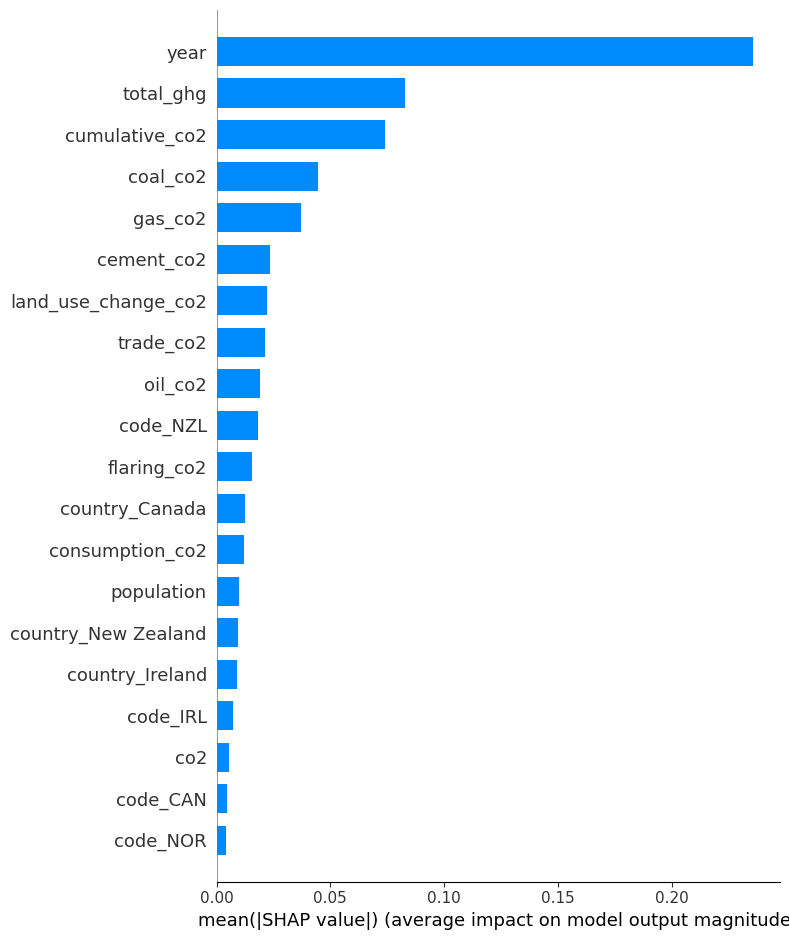 year
total_ghg
cumulative_co2
coal_co2
gas_co2
cement_co2
land_use_change_co2
trade_co2
oil_co2
code_NZL
flaring_co2
country_Canada
consumption_co2
population
country_New Zealand
country_Ireland
code_IRL
co2
code_CAN
code_NOR
0.00 0.05 0.10 0.15 0.20
mean(|SHAP value|) (average impact on model output magnitude